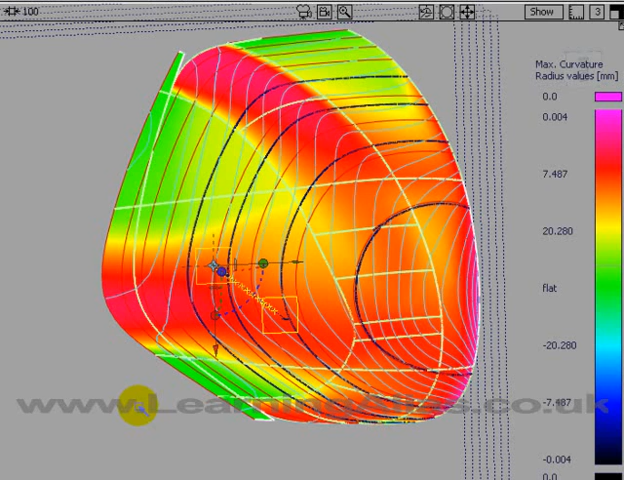 100
Show
3
Max. Curvature
Radius values [mm]
0.0
0.004
7.487
20.280
flat
-20.280
-7.487
-0.004
0.0
www.LearningAlias.co.uk